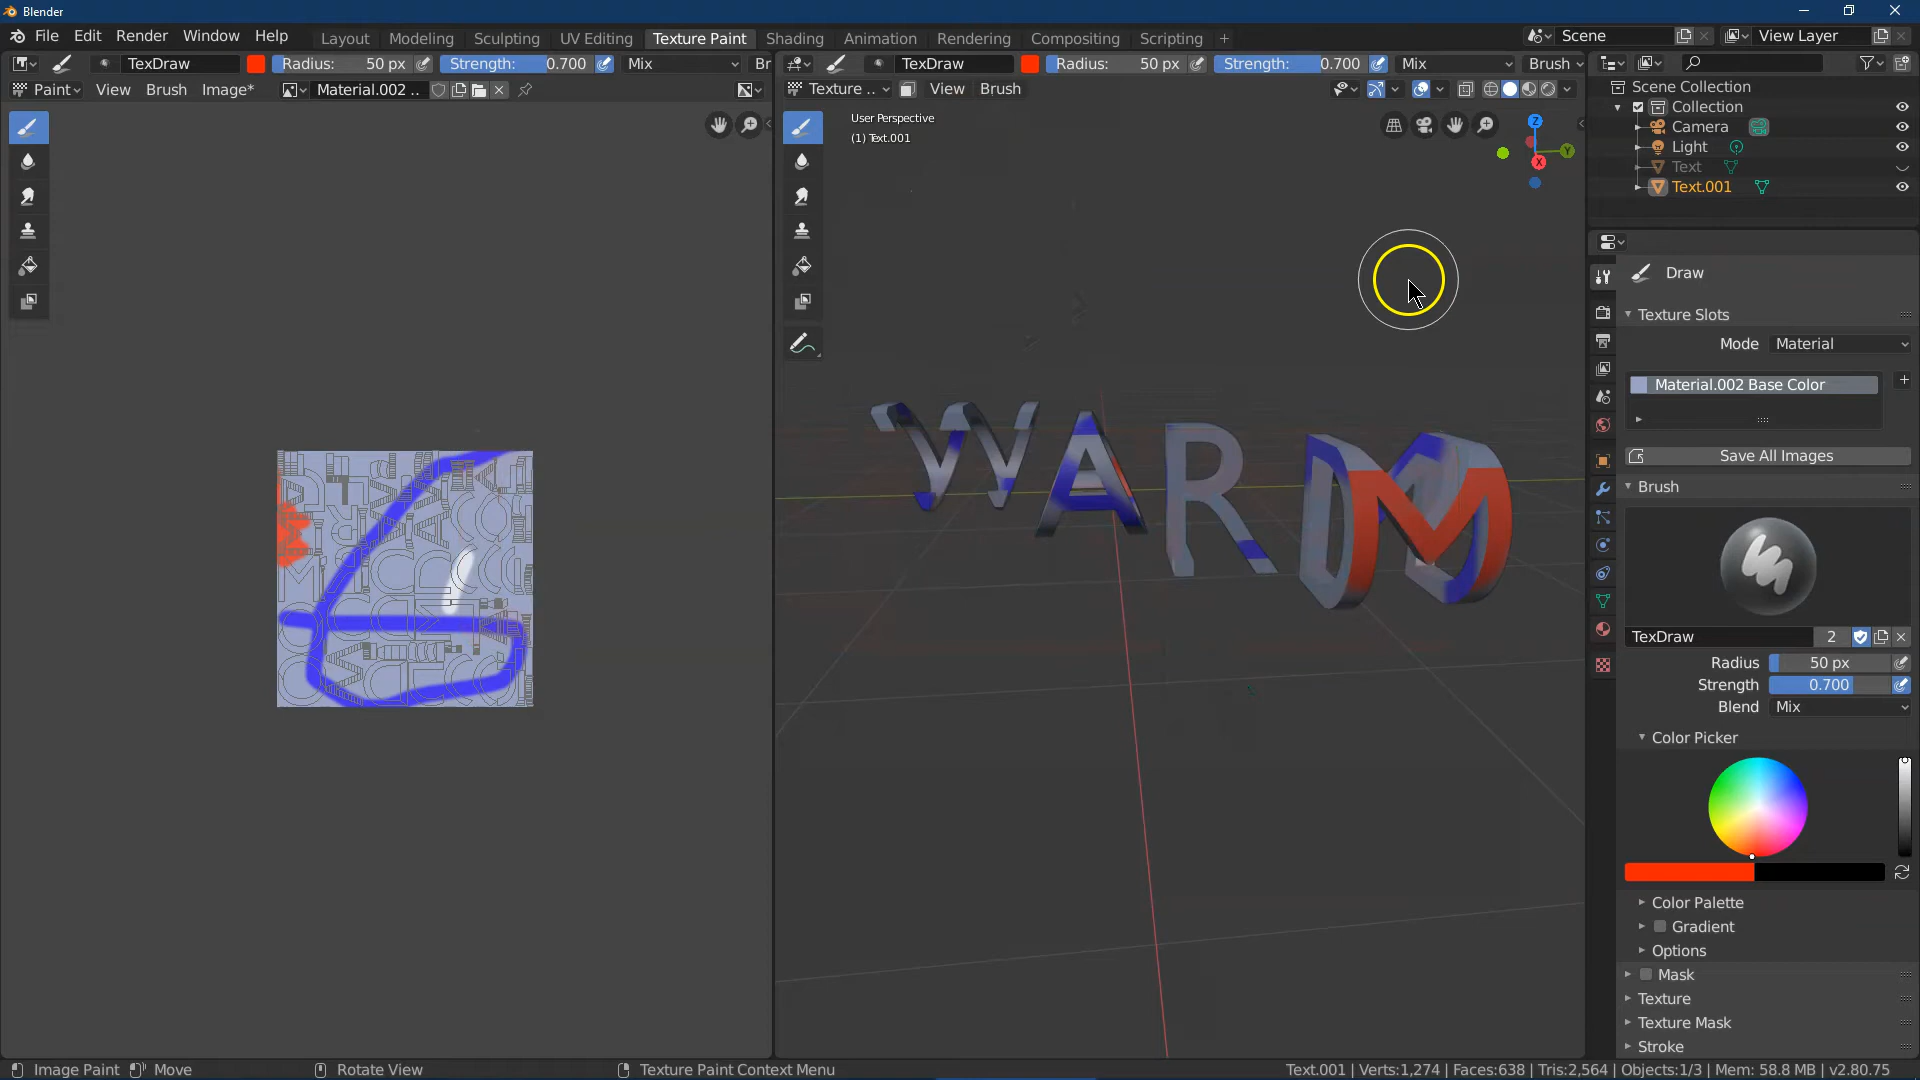 Blender
File Edit Render Window Help Layout Modeling Sculpting UV Editing Texture Paint Shading Animation Rendering Compositing Scripting + Scene View Layer
TexDraw Radius: 50 px Strength: 0.700 Mix Br
TexDraw Radius: 50 px Strength: 0.700 Mix Brush
Paint View Brush Image* Material.002 ..
Texture .. View Brush
User Perspective
(1) Text.001
Z
Y
X
WARM
Scene Collection
Collection
Camera
Light
Text
Text.001
Draw
Texture Slots
Mode Material
Material.002 Base Color
Save All Images
Brush
TexDraw 2
Radius 50 px
Strength 0.700
Blend Mix
Color Picker
Color Palette
Gradient
Options
Mask
Texture
Texture Mask
Stroke
Image Paint Move Rotate View Texture Paint Context Menu Text.001 | Verts:1,274 | Faces:638 | Tris:2,564 | Objects:1/3 | Mem: 58.8 MB | v2.80.75